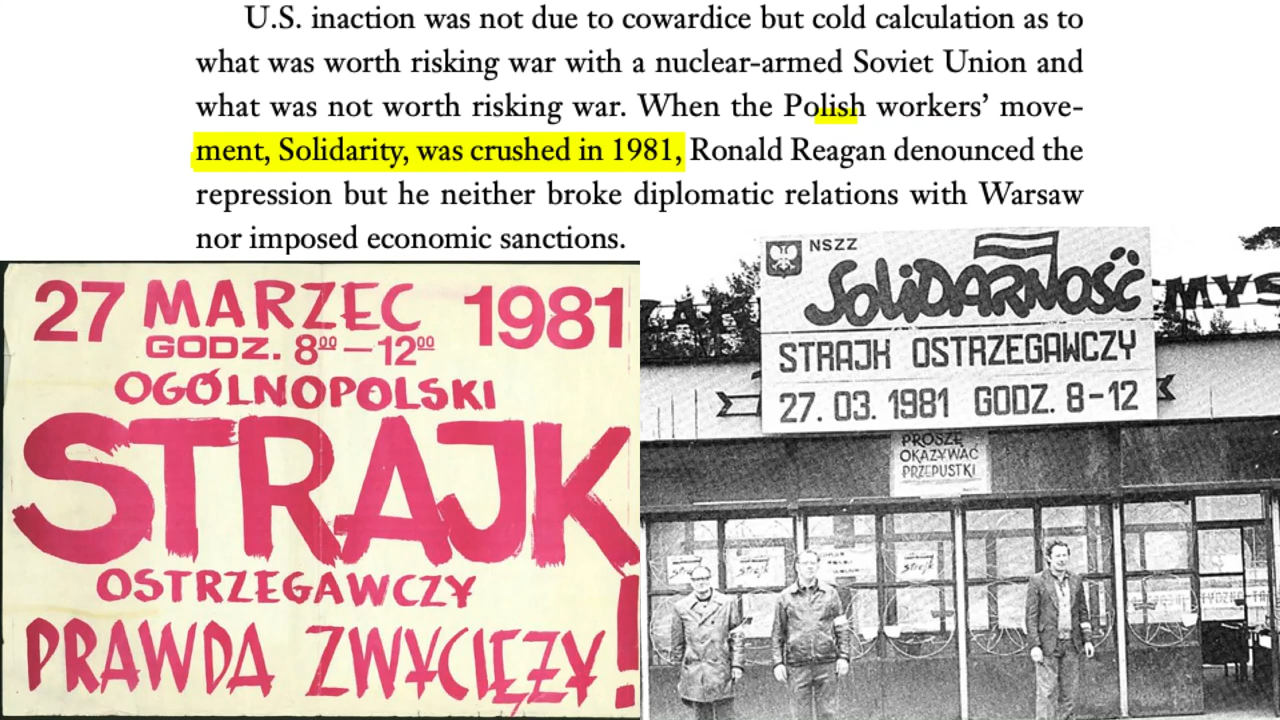 U.S. inaction was not due to cowardice but cold calculation as to
what was worth risking war with a nuclear-armed Soviet Union and
what was not worth risking war. When the Polish workers’ move-
ment, Solidarity, was crushed in 1981, Ronald Reagan denounced the
repression but he neither broke diplomatic relations with Warsaw
nor imposed economic sanctions.
27 MARZEC 1981
GODZ. 8⁰⁰ — 12⁰⁰
OGÓLNOPOLSKI
STRAJK
OSTRZEGAWCZY
PRAWDA ZWYCIĘŻY!
NSZZ
SOLIDARNOŚĆ
STRAJK OSTRZEGAWCZY
27. 03. 1981 GODZ. 8-12
PROSZĘ
OKAZYWAĆ
PRZEPUSTKI